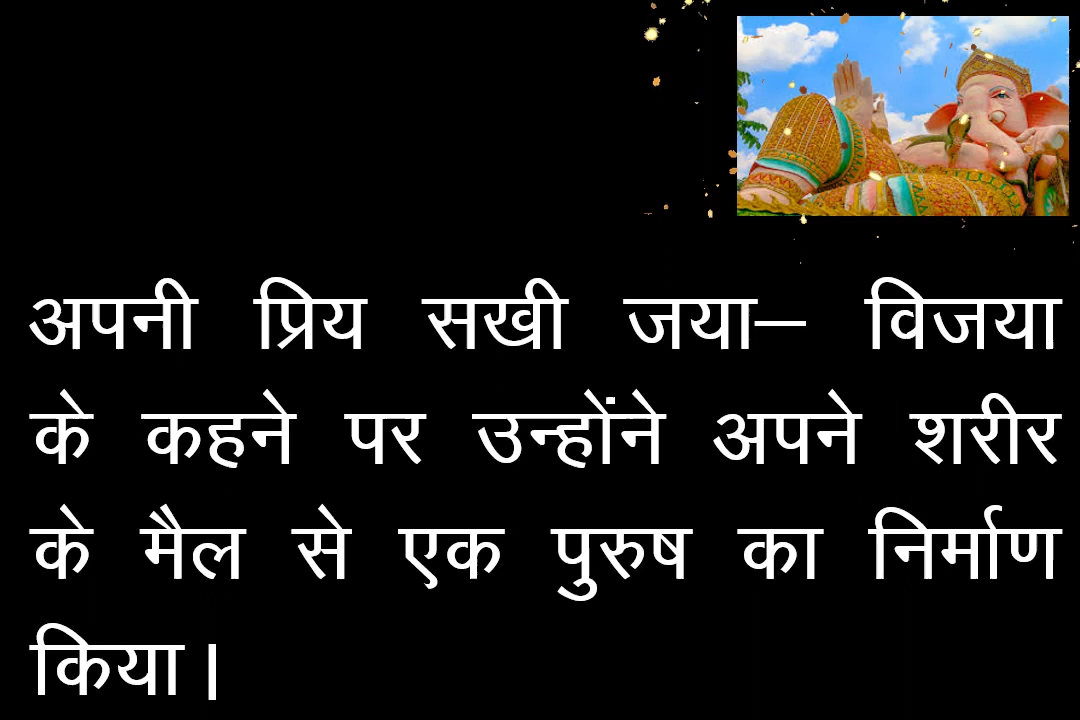 अपनी प्रिय सखी जया— विजया
के कहने पर उन्होंने अपने शरीर
के मैल से एक पुरुष का निर्माण
किया।